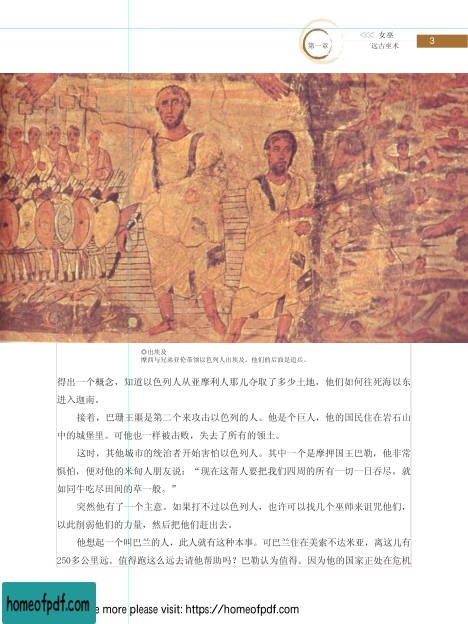 第一章
女巫
远古巫术
3
◎出埃及
摩西与兄弟亚伦带领以色列人出埃及。他们的后面是追兵。
得出一个概念，知道以色列人从亚摩利人那儿夺取了多少土地，他们如何往死海以东
进入迦南。
接着，巴珊王噩是第二个来攻击以色列的人。他是个巨人，他的国民住在岩石山
中的城堡里。可他也一样被击败，失去了所有的领土。
这时，其他城市的统治者开始害怕以色列人。其中一个是摩押国王巴勒，他非常
惧怕，便对他的米甸人朋友说：“现在这帮人要把我们四周的所有一切一日吞尽，就
如同牛吃尽田间的草一般。”
突然他有了一个主意。如果打不过以色列人，也许可以找几个巫师来诅咒他们，
以此削弱他们的力量，然后把他们赶出去。
他想起一个叫巴兰的人，此人就有这种本事。可巴兰住在美索不达米亚，离这儿有
250多公里远。值得跑这么远去请他帮助吗？巴勒认为值得。因为他的国家正处在危机
homeofpdf.com
e more please visit: https://homeofpdf.com